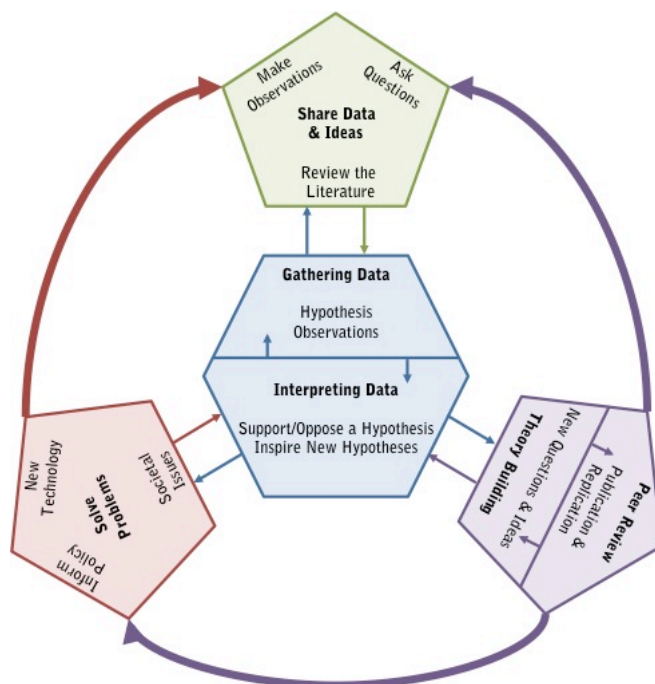 Make
Observations
Ask
Questions
Share Data
& Ideas
Review the
Literature
Gathering Data
Hypothesis
Observations
Interpreting Data
Support/Oppose a Hypothesis
Inspire New Hypotheses
New
Technology
Societal
Issues
Solve
Problems
Inform
Policy
Theory Building
New Questions & Ideas
Peer Review
Publication &
Replication